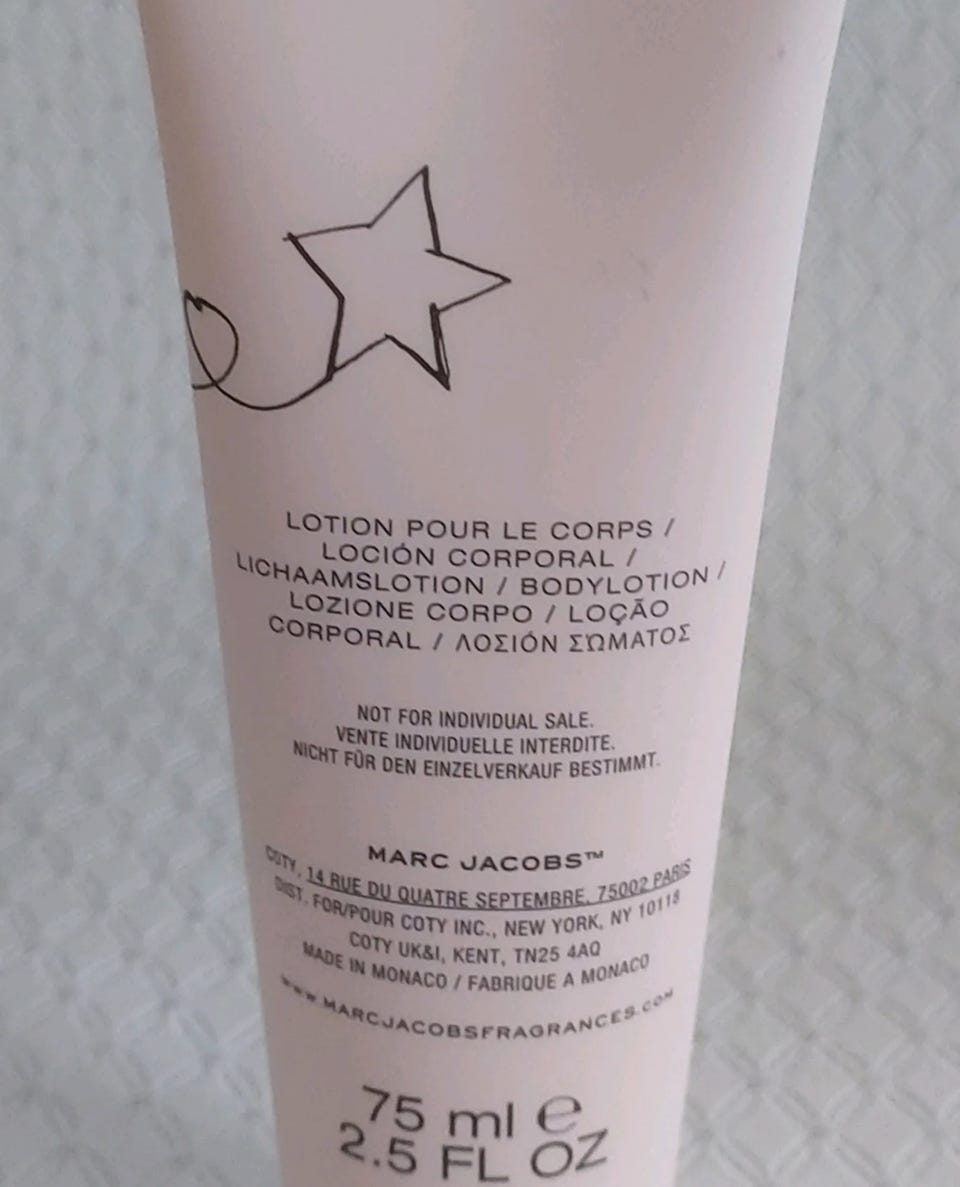 LOTION POUR LE CORPS /
LOCIÓN CORPORAL /
LICHAAMSLOTION / BODYLOTION /
LOZIONE CORPO / LOÇÃO
CORPORAL / ΛΟΣΙΌΝ ΣΏΜΑΤΟΣ
NOT FOR INDIVIDUAL SALE.
VENTE INDIVIDUELLE INTERDITE.
NICHT FÜR DEN EINZELVERKAUF BESTIMMT.
MARC JACOBS™
COTY, 14 RUE DU QUATRE SEPTEMBRE, 75002 PARIS
DIST. FOR/POUR COTY INC., NEW YORK, NY 10118
COTY UK&I, KENT, TN25 4AQ
MADE IN MONACO / FABRIQUE A MONACO
WWW.MARCJACOBSFRAGRANCES.COM
75 ml e
2.5 FL OZ